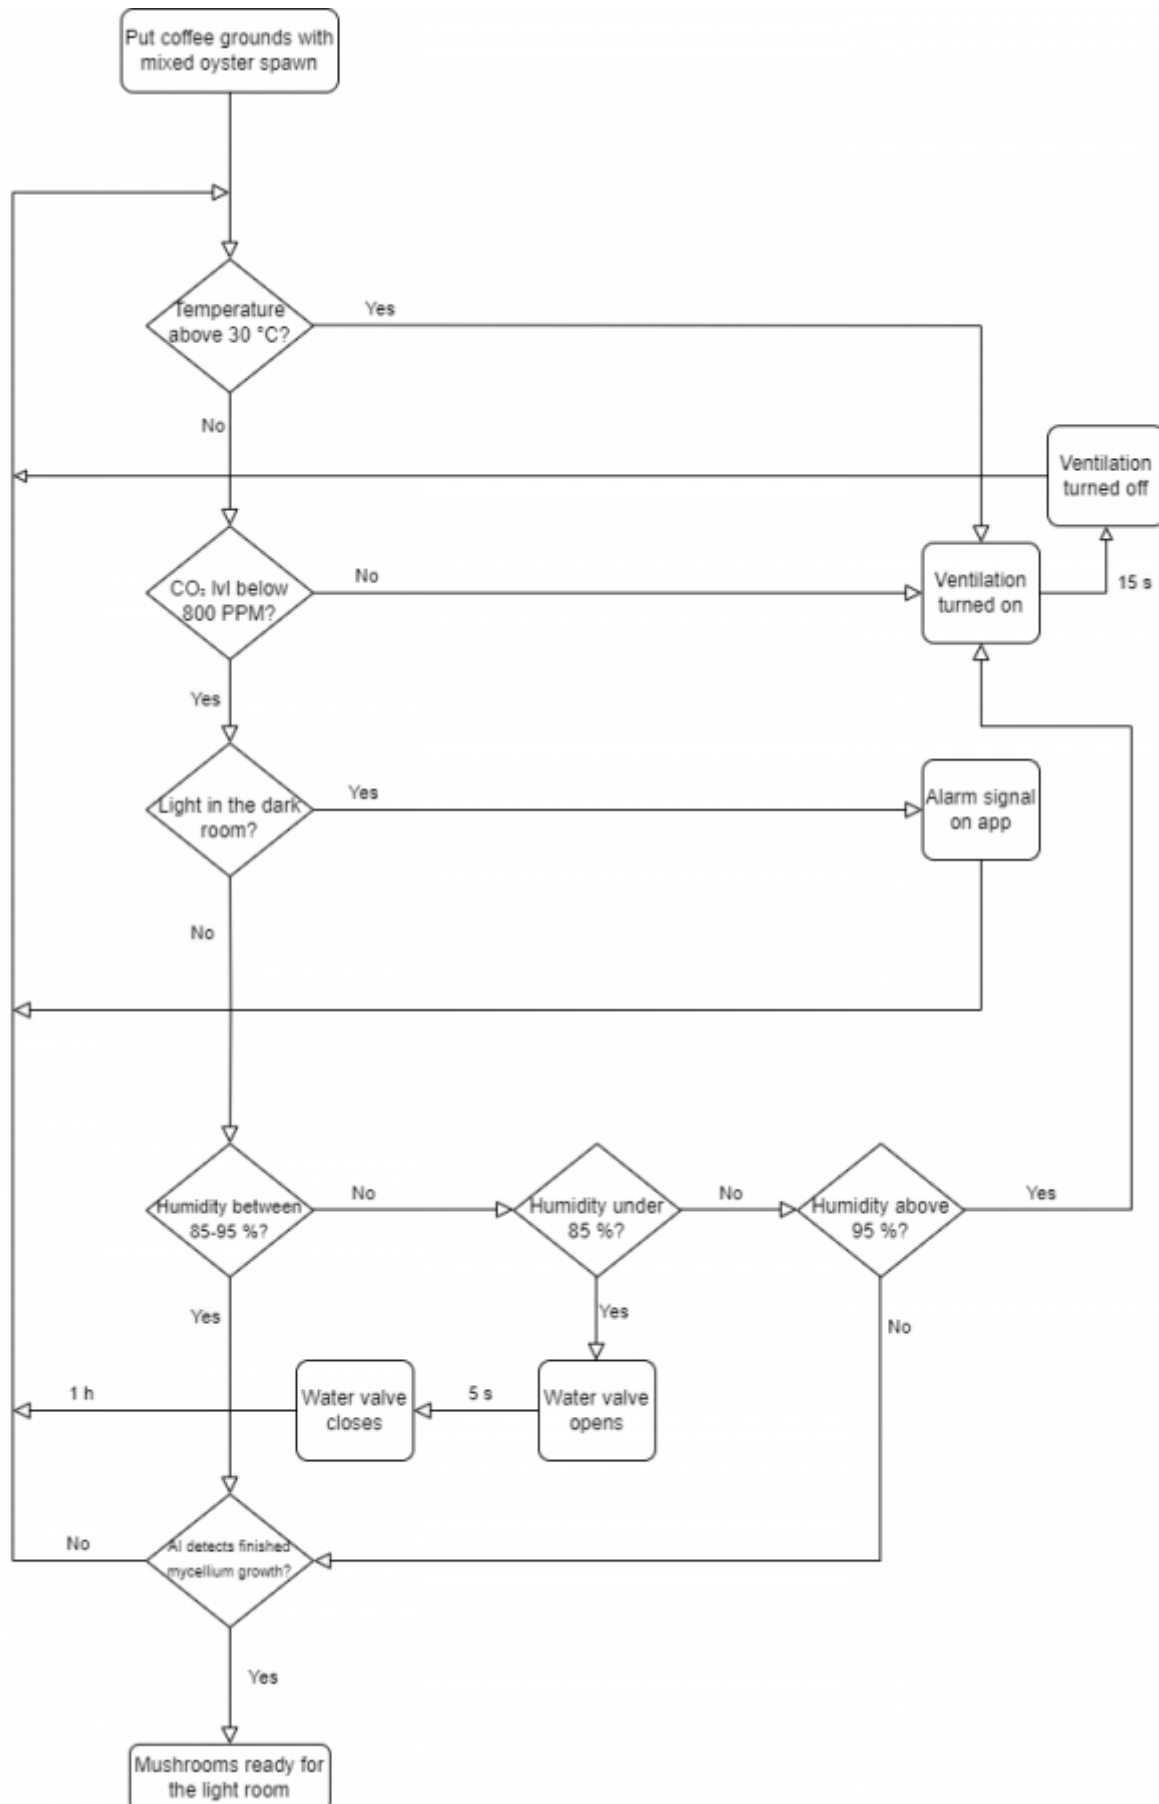 Put coffee grounds with
mixed oyster spawn
Temperature
above 30 °C?
Yes
No
Ventilation
turned off
CO₂ lvl below
800 PPM?
No
Ventilation
turned on
15 s
Yes
Light in the dark
room?
Yes
Alarm signal
on app
No
Humidity between
85-95 %?
No
Humidity under
85 %?
No
Humidity above
95 %?
Yes
Yes
Yes
No
1 h
Water valve
closes
5 s
Water valve
opens
No
AI detects finished
mycellium growth?
Yes
Mushrooms ready for
the light room